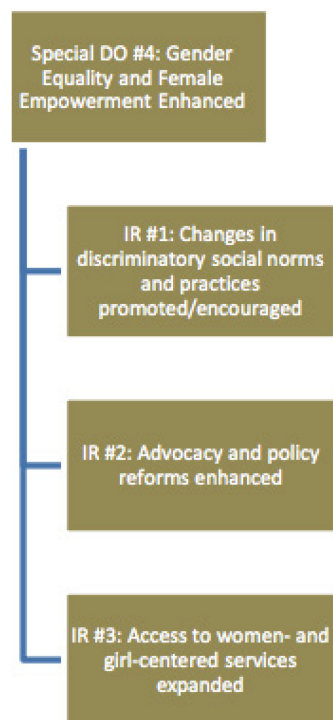 Special DO #4: Gender
Equality and Female
Empowerment Enhanced
IR #1: Changes in
discriminatory social norms
and practices
promoted/encouraged
IR #2: Advocacy and policy
reforms enhanced
IR #3: Access to women- and
girl-centered services
expanded